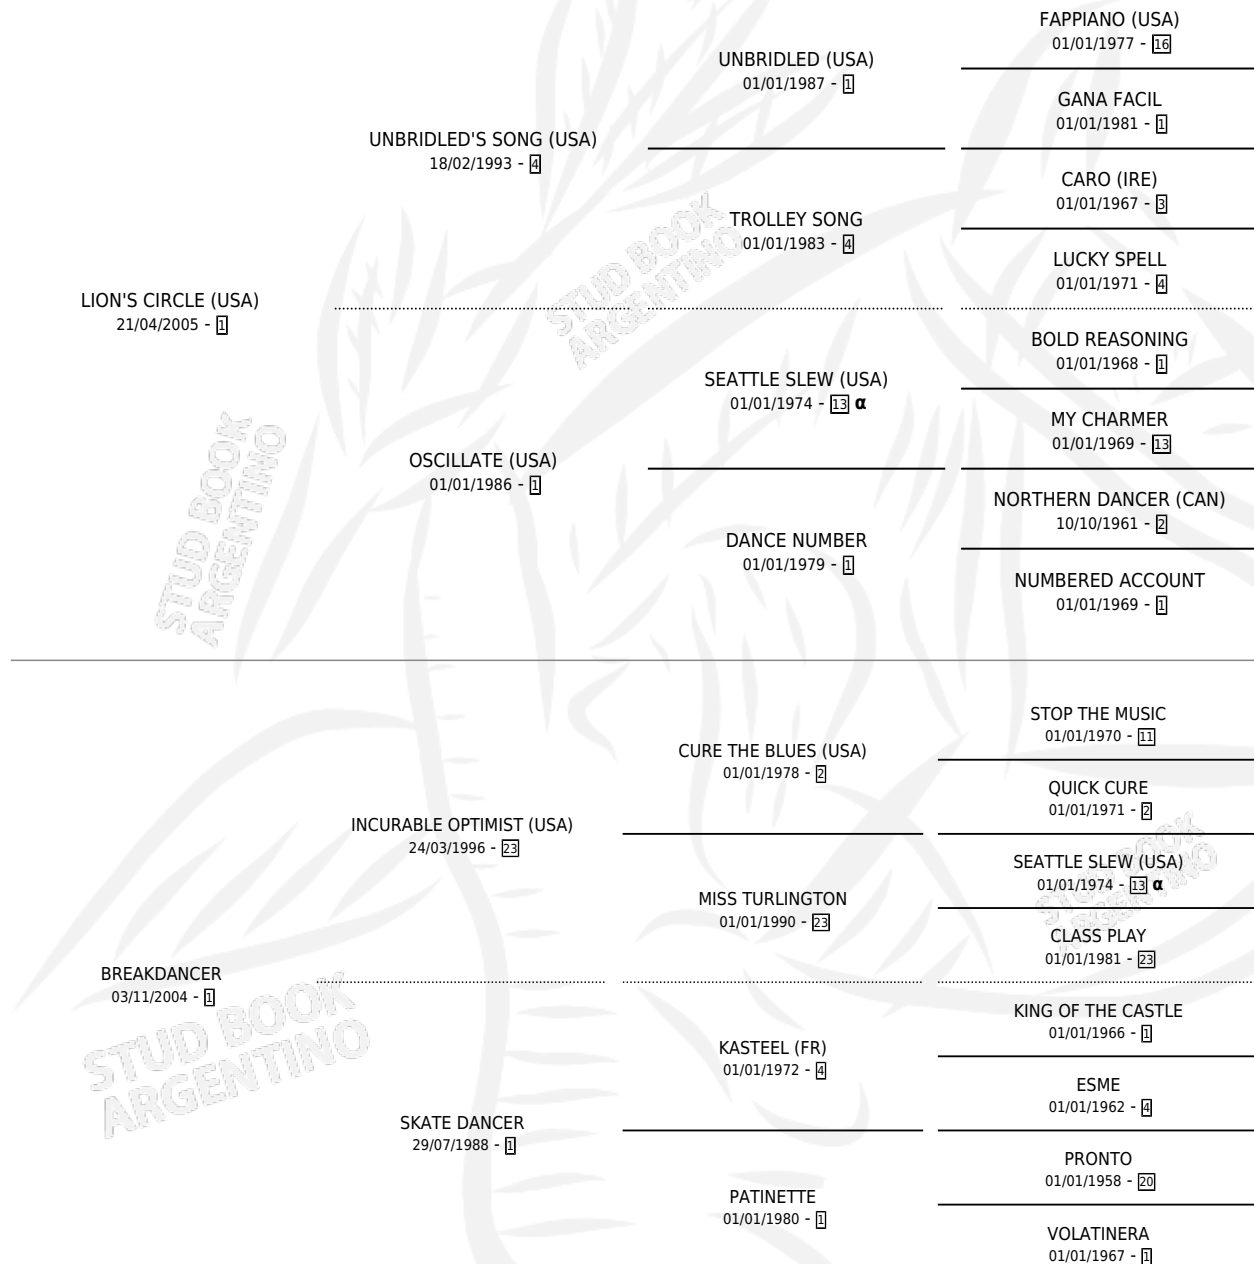 FAPPIANO (USA)
01/01/1977 - 16
UNBRIDLED (USA)
01/01/1987 - 1
GANA FACIL
01/01/1981 - 1
UNBRIDLED'S SONG (USA)
18/02/1993 - 4
CARO (IRE)
01/01/1967 - 3
TROLLEY SONG
01/01/1983 - 4
LUCKY SPELL
01/01/1971 - 4
STUD BOOK
ARGENTINO
LION'S CIRCLE (USA)
21/04/2005 - 1
BOLD REASONING
01/01/1968 - 1
SEATTLE SLEW (USA)
01/01/1974 - 13 α
MY CHARMER
01/01/1969 - 13
OSCILLATE (USA)
01/01/1986 - 1
NORTHERN DANCER (CAN)
10/10/1961 - 2
DANCE NUMBER
01/01/1979 - 1
NUMBERED ACCOUNT
01/01/1969 - 1
STUD BOOK
ARGENTINO
STOP THE MUSIC
01/01/1970 - 11
CURE THE BLUES (USA)
01/01/1978 - 2
QUICK CURE
01/01/1971 - 2
INCURABLE OPTIMIST (USA)
24/03/1996 - 23
SEATTLE SLEW (USA)
01/01/1974 - 13 α
MISS TURLINGTON
01/01/1990 - 23
CLASS PLAY
01/01/1981 - 23
STUD BOOK
ARGENTINO
BREAKDANCER
03/11/2004 - 1
KING OF THE CASTLE
01/01/1966 - 1
KASTEEL (FR)
01/01/1972 - 4
ESME
01/01/1962 - 4
SKATE DANCER
29/07/1988 - 1
PRONTO
01/01/1958 - 20
PATINETTE
01/01/1980 - 1
VOLATINERA
01/01/1967 - 1
STUD BOOK
ARGENTINO